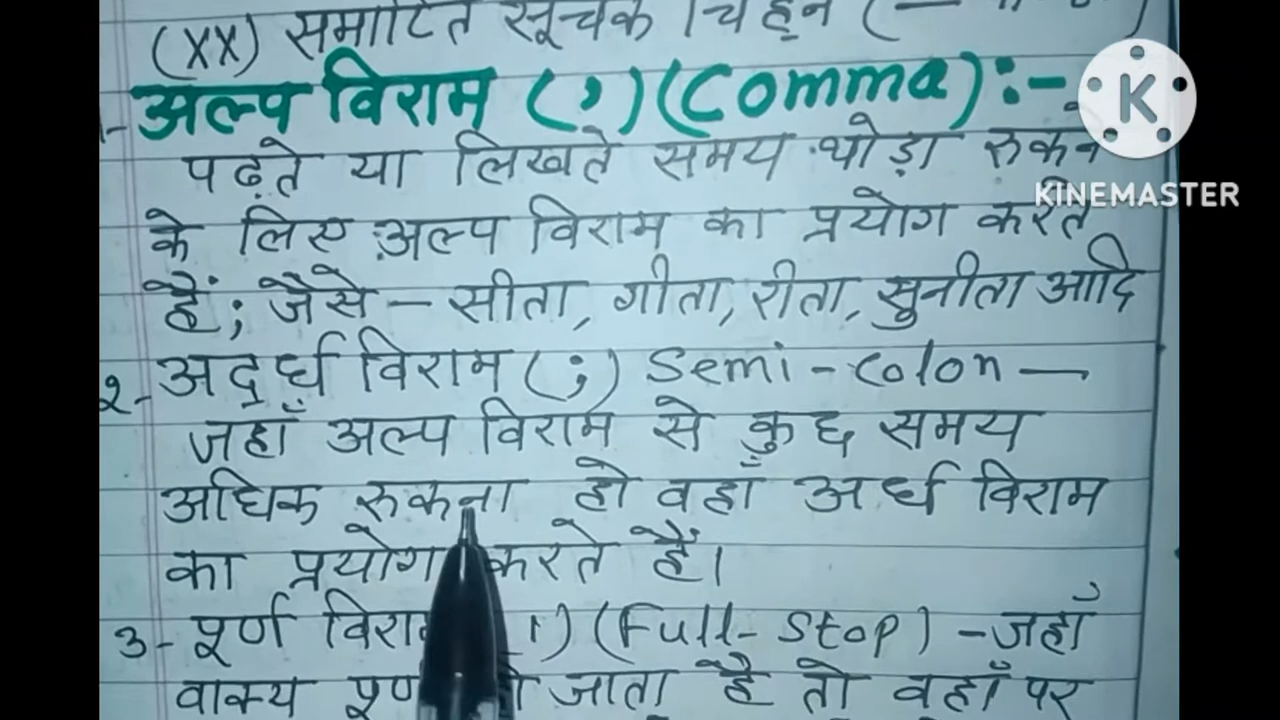 (XX) समाप्ति सूचक चिह्न (—
1- अल्प विराम (,) (Comma) :-
पढ़ते या लिखते समय थोड़ा रुकने
के लिए अल्प विराम का प्रयोग करते
हैं; जैसे – सीता, गीता, रीता, सुनीता आदि
2- अद्र्ध विराम (;) Semi-colon —
जहाँ अल्प विराम से कुछ समय
अधिक रुकना हो वहाँ अर्ध विराम
का प्रयोग करते हैं।
3- पूर्ण विराम (।) (Full-Stop) - जहाँ
वाक्य पूर्ण हो जाता है तो वहाँ पर
K
KINEMASTER